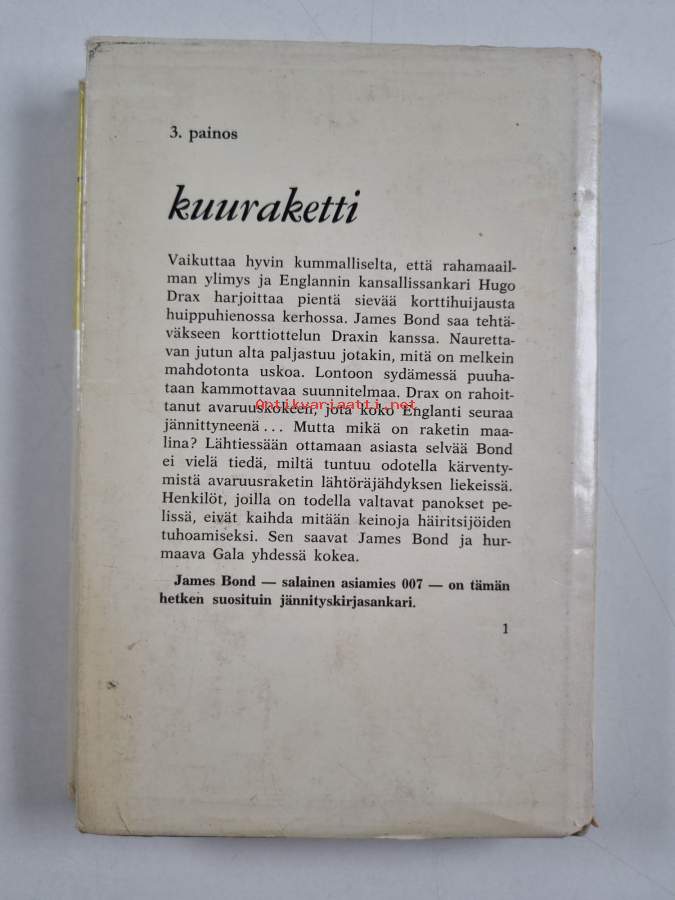 3. painos
kuuraketti
Vaikuttaa hyvin kummalliselta, että rahamaail-
man ylimys ja Englannin kansallissankari Hugo
Drax harjoittaa pientä sievää korttihuijausta
huippuhienossa kerhossa. James Bond saa tehtä-
väkseen korttiottelun Draxin kanssa. Nauretta-
van jutun alta paljastuu jotakin, mitä on melkein
mahdotonta uskoa. Lontoon sydämessä puuha-
taan kammottavaa suunnitelmaa. Drax on rahoit-
Antikvariaatti.net
tanut avaruuskokeen, jota koko Englanti seuraa
jännittyneenä ... Mutta mikä on raketin maa-
lina? Lähtiessään ottamaan asiasta selvää Bond
ei vielä tiedä, miltä tuntuu odotella kärventy-
mistä avaruusraketin lähtöräjähdyksen liekeissä.
Henkilöt, joilla on todella valtavat panokset pe-
lissä, eivät kaihda mitään keinoja häiritsijöiden
tuhoamiseksi. Sen saavat James Bond ja hur-
maava Gala yhdessä kokea.
James Bond — salainen asiamies 007 — on tämän
hetken suosituin jännityskirjasankari.
1